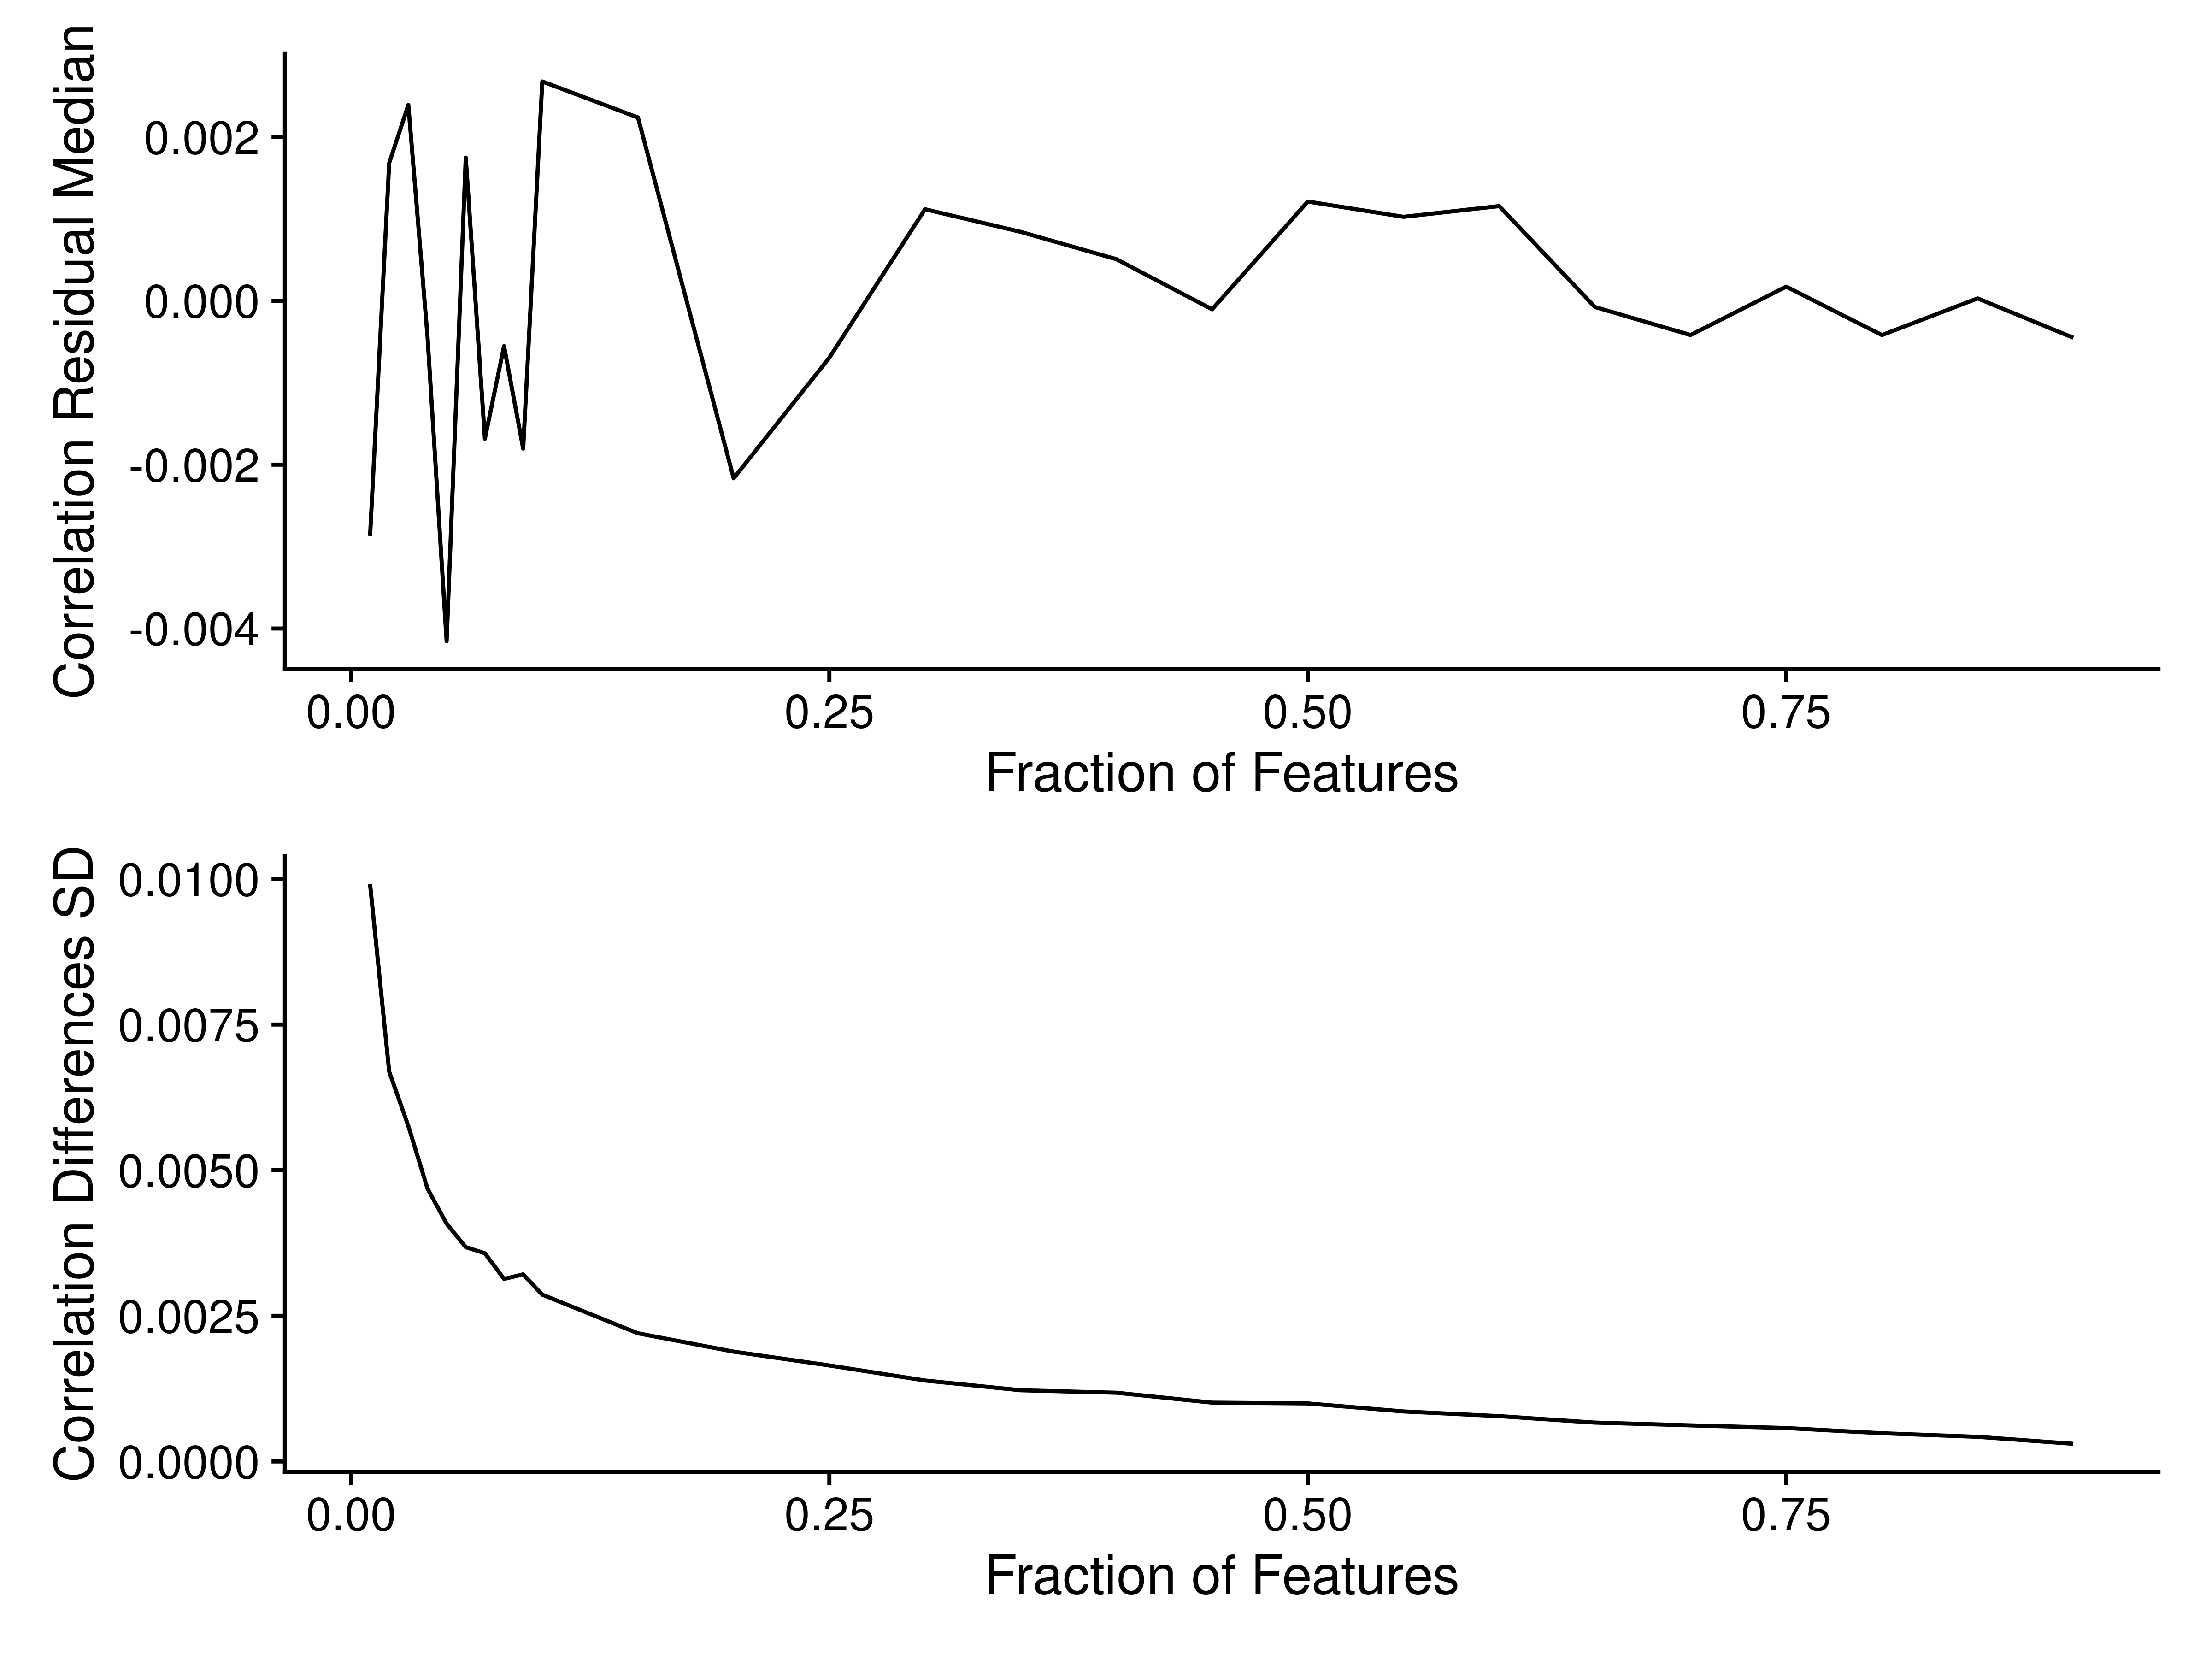 Correlation Residual Median
0.002
0.000
-0.002
-0.004
0.00 0.25 0.50 0.75
Fraction of Features
Correlation Differences SD
0.0100
0.0075
0.0050
0.0025
0.0000
0.00 0.25 0.50 0.75
Fraction of Features